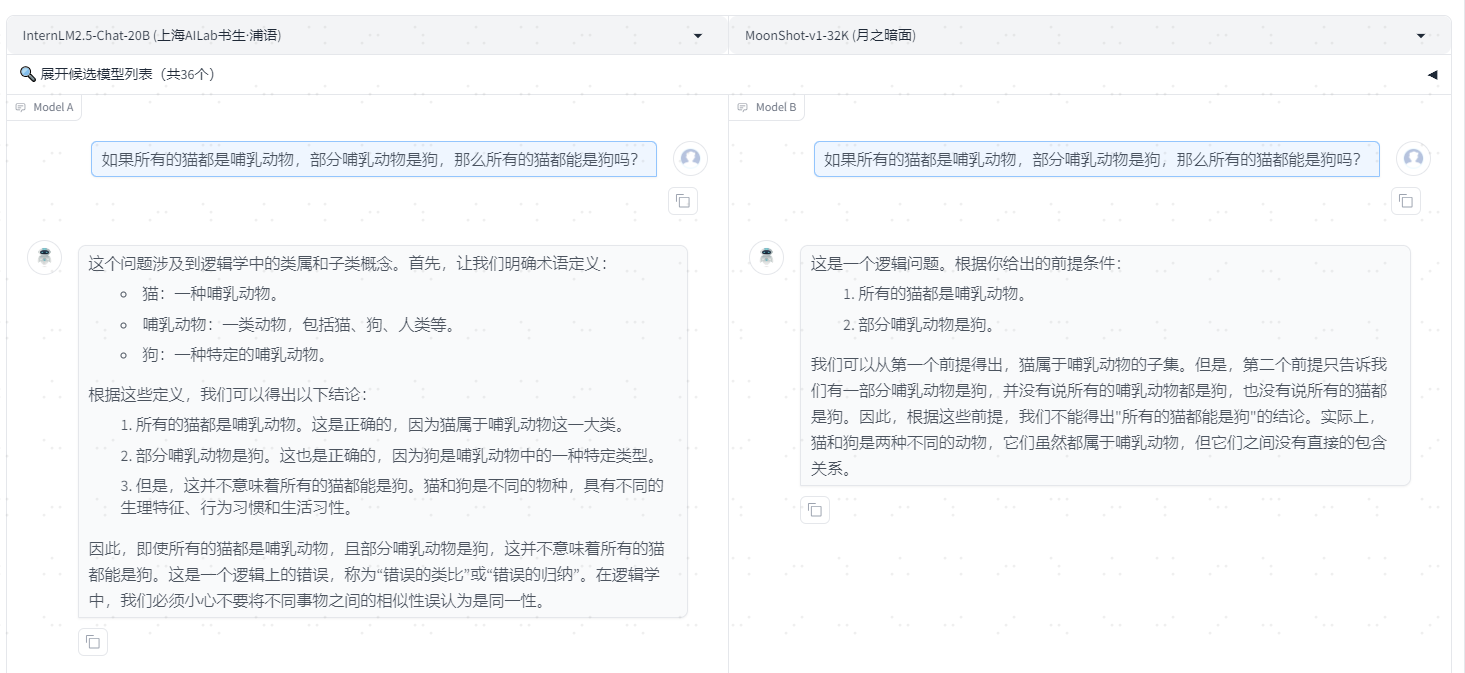 InternLM2.5-Chat-20B (上海AILab书生·浦语)
MoonShot-v1-32K (月之暗面)
展开候选模型列表（共36个）
Model A
如果所有的猫都是哺乳动物，部分哺乳动物是狗，那么所有的猫都能是狗吗？
这个问题涉及到逻辑学中的类属和子类概念。首先，让我们明确术语定义：
猫：一种哺乳动物。
哺乳动物：一类动物，包括猫、狗、人类等。
狗：一种特定的哺乳动物。
根据这些定义，我们可以得出以下结论：
1. 所有的猫都是哺乳动物。这是正确的，因为猫属于哺乳动物这一大类。
2. 部分哺乳动物是狗。这也是正确的，因为狗是哺乳动物中的一种特定类型。
3. 但是，这并不意味着所有的猫都能是狗。猫和狗是不同的物种，具有不同的
生理特征、行为习惯和生活习性。
因此，即使所有的猫都是哺乳动物，且部分哺乳动物是狗，这并不意味着所有的猫
都能是狗。这是一个逻辑上的错误，称为“错误的类比”或“错误的归纳”。在逻辑学
中，我们必须小心不要将不同事物之间的相似性误认为是同一性。
Model B
如果所有的猫都是哺乳动物，部分哺乳动物是狗，那么所有的猫都能是狗吗？
这是一个逻辑问题。根据你给出的前提条件：
1. 所有的猫都是哺乳动物。
2. 部分哺乳动物是狗。
我们可以从第一个前提得出，猫属于哺乳动物的子集。但是，第二个前提只告诉我
们有一部分哺乳动物是狗，并没有说所有的哺乳动物都是狗，也没有说所有的猫都
是狗。因此，根据这些前提，我们不能得出"所有的猫都能是狗"的结论。实际上，
猫和狗是两种不同的动物，它们虽然都属于哺乳动物，但它们之间没有直接的包含
关系。